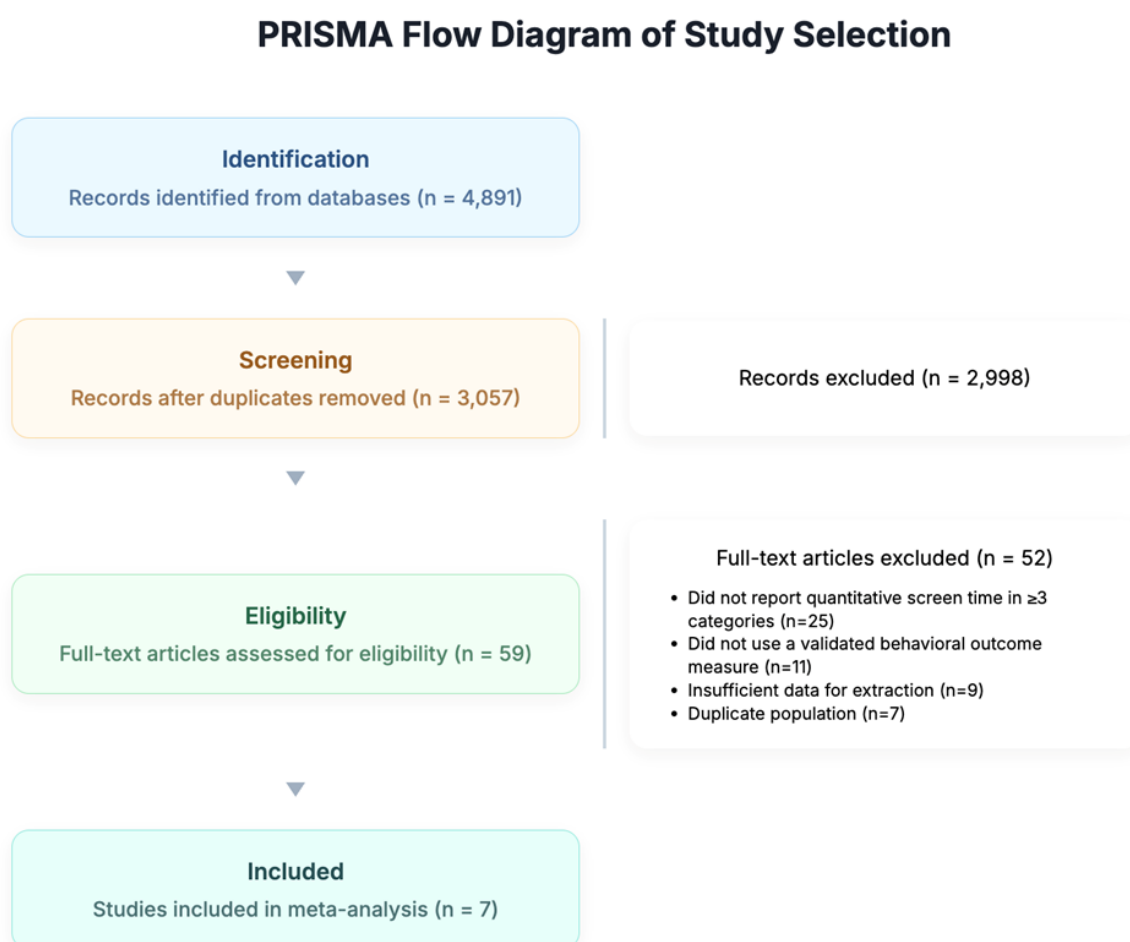 PRISMA Flow Diagram of Study Selection
Identification
Records identified from databases (n = 4,891)
Screening
Records after duplicates removed (n = 3,057)
Records excluded (n = 2,998)
Eligibility
Full-text articles assessed for eligibility (n = 59)
Full-text articles excluded (n = 52)
• Did not report quantitative screen time in ≥3
categories (n=25)
• Did not use a validated behavioral outcome
measure (n=11)
• Insufficient data for extraction (n=9)
• Duplicate population (n=7)
Included
Studies included in meta-analysis (n = 7)